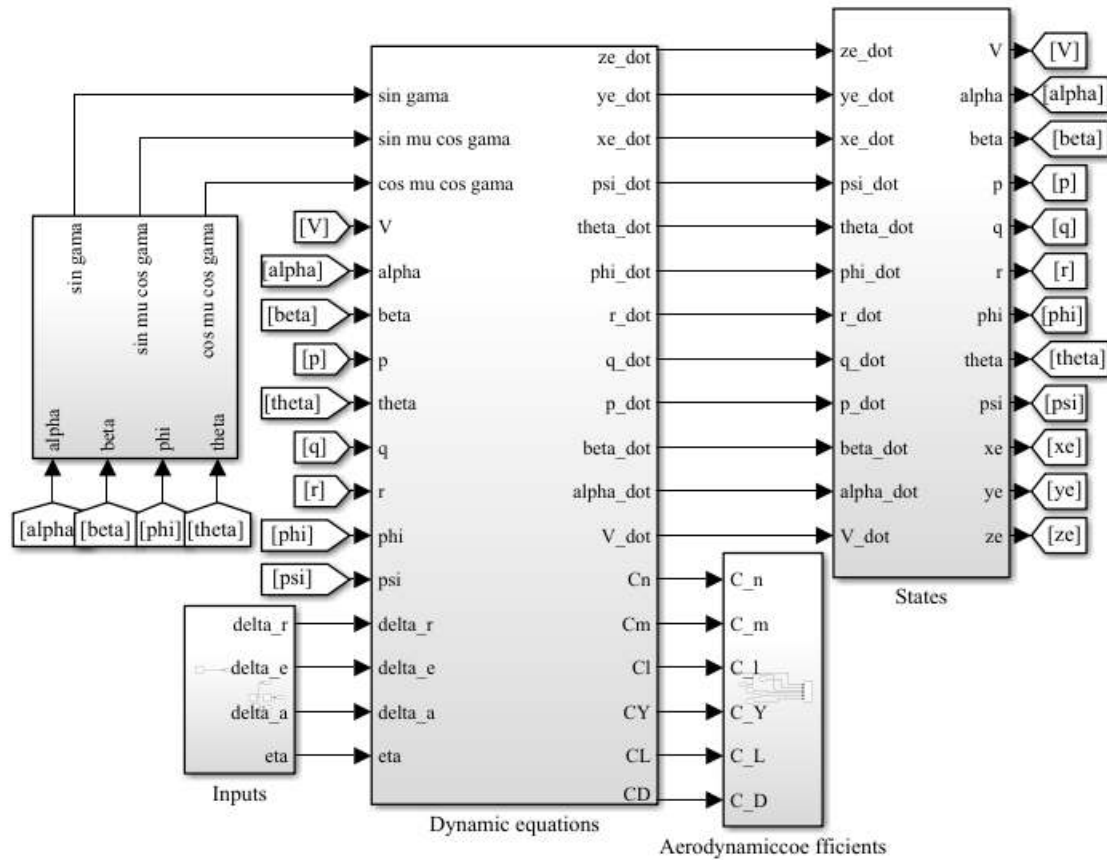 sin gama
sin mu cos gama
cos mu cos gama
alpha
beta
phi
theta
[alpha]
[beta]
[phi]
[theta]
[V]
[alpha]
[beta]
[p]
[theta]
[q]
[r]
[phi]
[psi]
delta_r
delta_e
delta_a
eta
Inputs
sin gama
sin mu cos gama
cos mu cos gama
V
alpha
beta
p
theta
q
r
phi
psi
delta_r
delta_e
delta_a
eta
ze_dot
ye_dot
xe_dot
psi_dot
theta_dot
phi_dot
r_dot
q_dot
p_dot
beta_dot
alpha_dot
V_dot
Cn
Cm
Cl
CY
CL
CD
Dynamic equations
ze_dot
ye_dot
xe_dot
psi_dot
theta_dot
phi_dot
r_dot
q_dot
p_dot
beta_dot
alpha_dot
V_dot
V
alpha
beta
p
q
r
phi
theta
psi
xe
ye
ze
States
[V]
[alpha]
[beta]
[p]
[q]
[r]
[phi]
[theta]
[psi]
[xe]
[ye]
[ze]
C_n
C_m
C_l
C_Y
C_L
C_D
Aerodynamiccoe fficients